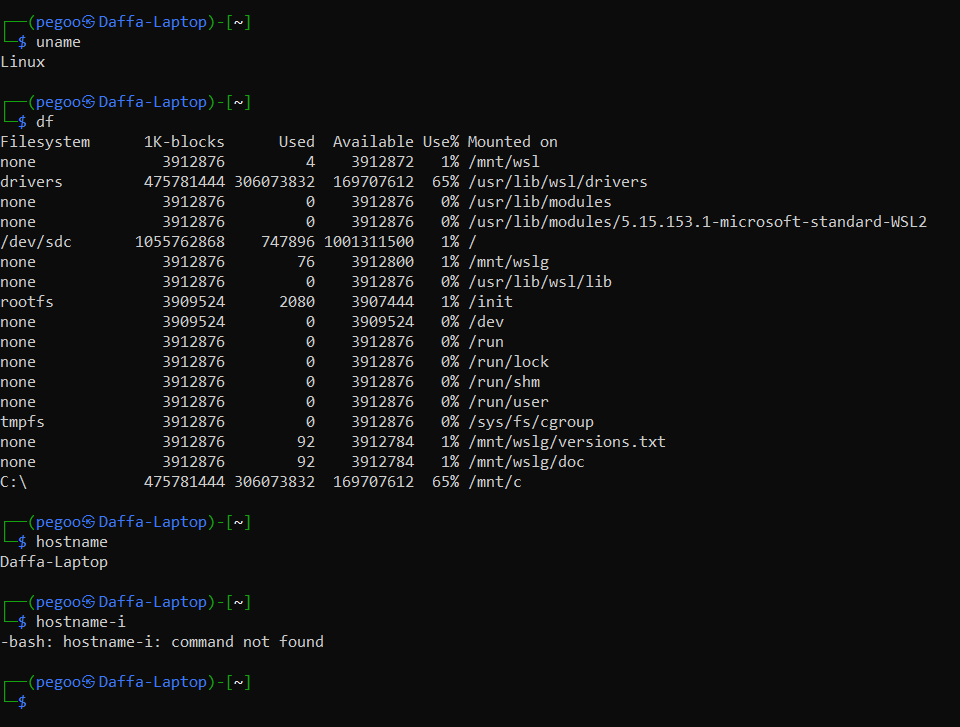 ┌──(pegoo㉿Daffa-Laptop)-[~]
└─$ uname
Linux
┌──(pegoo㉿Daffa-Laptop)-[~]
└─$ df
Filesystem      1K-blocks      Used  Available Use% Mounted on
none              3912876         4    3912872   1% /mnt/wsl
drivers         475781444 306073832  169707612  65% /usr/lib/wsl/drivers
none              3912876         0    3912876   0% /usr/lib/modules
none              3912876         0    3912876   0% /usr/lib/modules/5.15.153.1-microsoft-standard-WSL2
/dev/sdc       1055762868    747896 1001311500   1% /
none              3912876        76    3912800   1% /mnt/wslg
none              3912876         0    3912876   0% /usr/lib/wsl/lib
rootfs            3909524      2080    3907444   1% /init
none              3909524         0    3909524   0% /dev
none              3912876         0    3912876   0% /run
none              3912876         0    3912876   0% /run/lock
none              3912876         0    3912876   0% /run/shm
none              3912876         0    3912876   0% /run/user
tmpfs             3912876         0    3912876   0% /sys/fs/cgroup
none              3912876        92    3912784   1% /mnt/wslg/versions.txt
none              3912876        92    3912784   1% /mnt/wslg/doc
C:\             475781444 306073832  169707612  65% /mnt/c
┌──(pegoo㉿Daffa-Laptop)-[~]
└─$ hostname
Daffa-Laptop
┌──(pegoo㉿Daffa-Laptop)-[~]
└─$ hostname-i
-bash: hostname-i: command not found
┌──(pegoo㉿Daffa-Laptop)-[~]
└─$